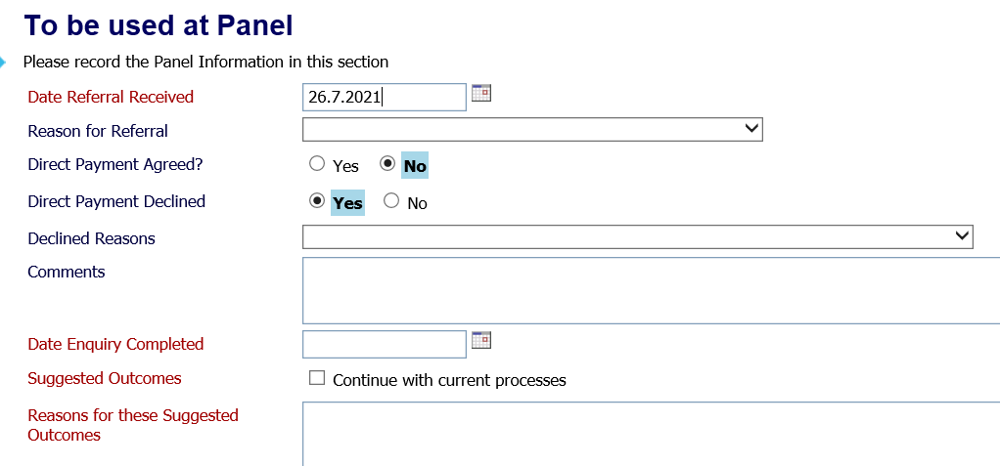 To be used at Panel
Please record the Panel Information in this section
Date Referral Received 26.7.2021
Reason for Referral
Direct Payment Agreed? Yes No
Direct Payment Declined Yes No
Declined Reasons
Comments
Date Enquiry Completed
Suggested Outcomes Continue with current processes
Reasons for these Suggested
Outcomes